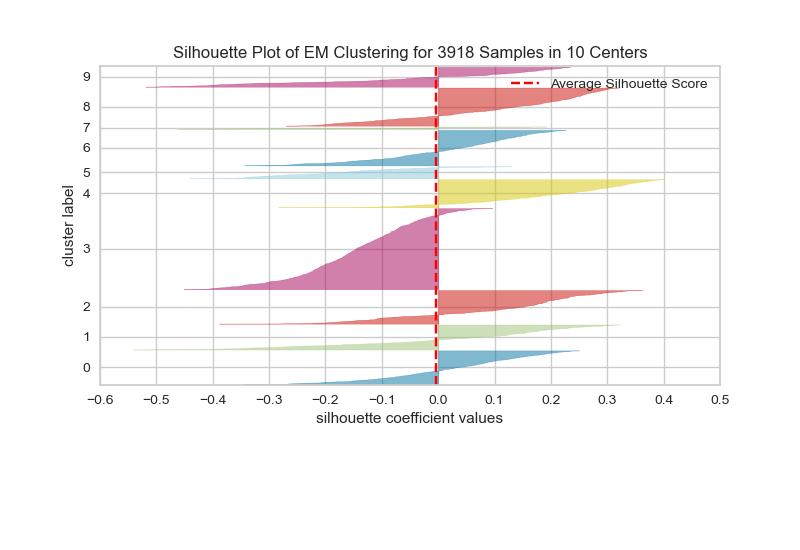 Silhouette Plot of EM Clustering for 3918 Samples in 10 Centers
Average Silhouette Score
cluster label
9
8
7
6
5
4
3
2
1
0
−0.6 −0.5 −0.4 −0.3 −0.2 −0.1 0.0 0.1 0.2 0.3 0.4 0.5
silhouette coefficient values